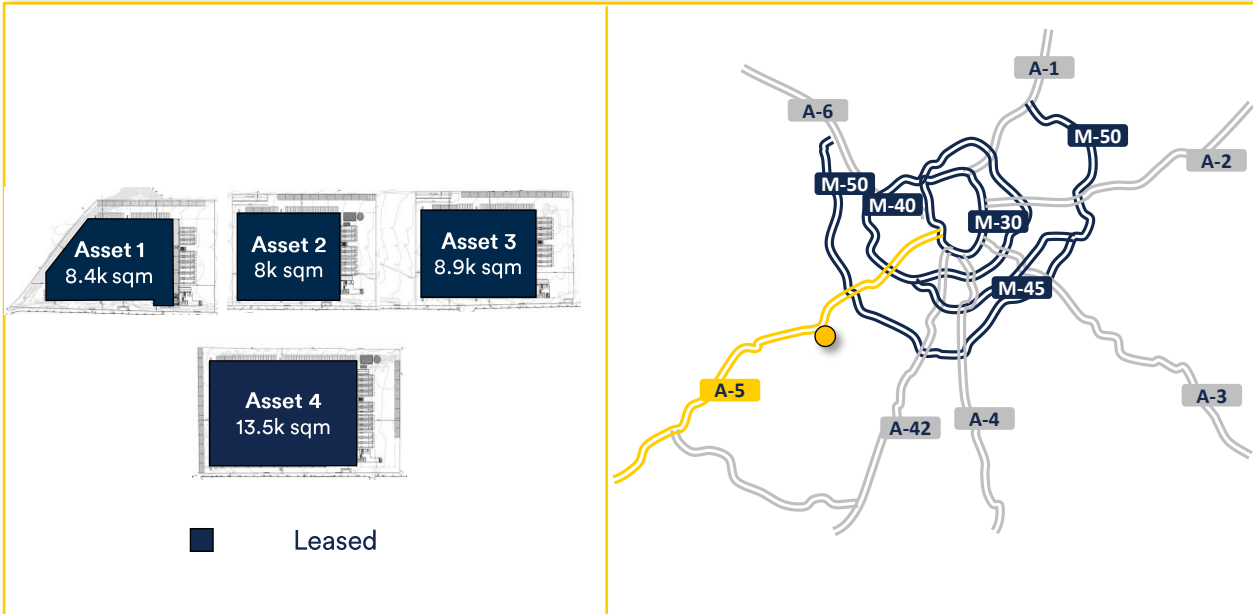 Asset 1
8.4k sqm
Asset 2
8k sqm
Asset 3
8.9k sqm
Asset 4
13.5k sqm
Leased
A-1
A-6
M-50
A-2
M-50
M-40
M-30
M-45
A-5
A-3
A-42
A-4